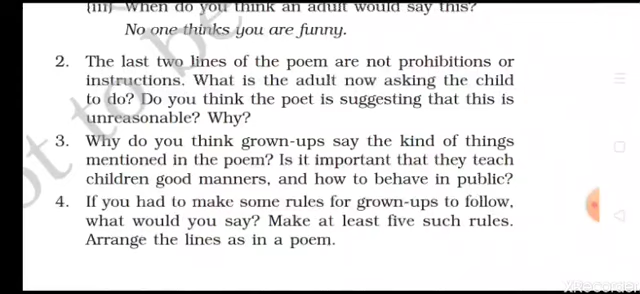 (iii) When do you think an adult would say this?
No one thinks you are funny.
2. The last two lines of the poem are not prohibitions or
instructions. What is the adult now asking the child
to do? Do you think the poet is suggesting that this is
unreasonable? Why?
3. Why do you think grown-ups say the kind of things
mentioned in the poem? Is it important that they teach
children good manners, and how to behave in public?
4. If you had to make some rules for grown-ups to follow,
what would you say? Make at least five such rules.
Arrange the lines as in a poem.
ot to be
XRecorder